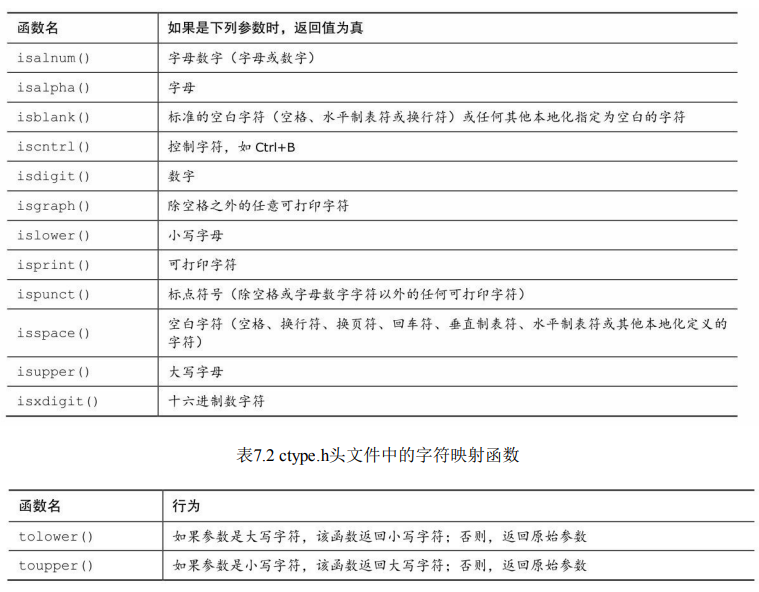 函数名 如果是下列参数时，返回值为真
isalnum() 字母数字（字母或数字）
isalpha() 字母
isblank() 标准的空白字符（空格、水平制表符或换行符）或任何其他本地化指定为空白的字符
iscntrl() 控制字符，如 Ctrl+B
isdigit() 数字
isgraph() 除空格之外的任意可打印字符
islower() 小写字母
isprint() 可打印字符
ispunct() 标点符号（除空格或字母数字字符以外的任何可打印字符）
isspace() 空白字符（空格、换行符、换页符、回车符、垂直制表符、水平制表符或其他本地化定义的
字符）
isupper() 大写字母
isxdigit() 十六进制数字符
表7.2 ctype.h头文件中的字符映射函数
函数名 行为
tolower() 如果参数是大写字符，该函数返回小写字符；否则，返回原始参数
toupper() 如果参数是小写字符，该函数返回大写字符；否则，返回原始参数